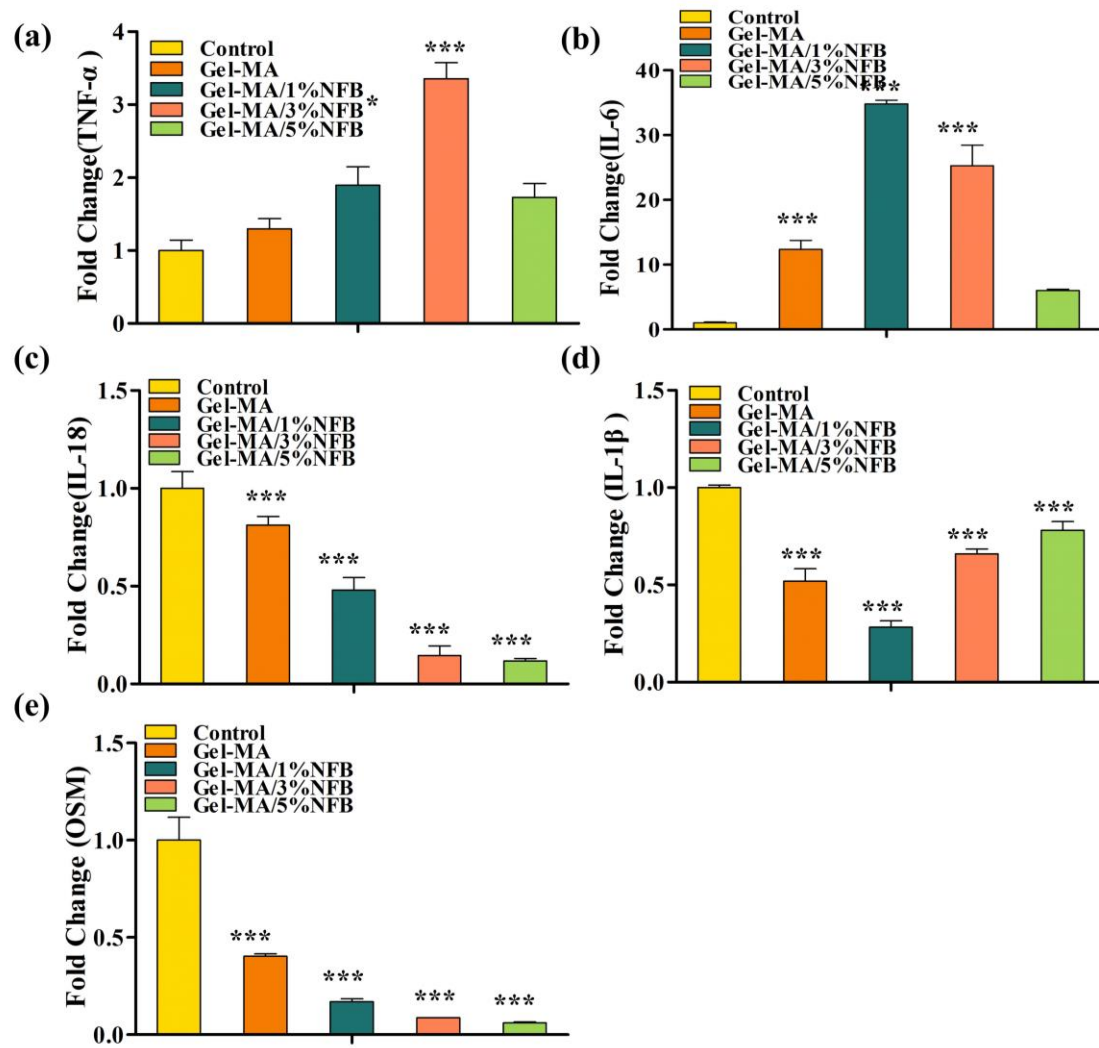 (a)
Fold Change(TNF-α)
4
3
2
1
0
Control
Gel-MA
Gel-MA/1%NFB
Gel-MA/3%NFB
Gel-MA/5%NFB
*
***
(b)
Fold Change(IL-6)
40
30
20
10
0
Control
Gel-MA
Gel-MA/1%NFB
Gel-MA/3%NFB
Gel-MA/5%NFB
***
***
***
(c)
Fold Change(IL-18)
1.5
1.0
0.5
0.0
Control
Gel-MA
Gel-MA/1%NFB
Gel-MA/3%NFB
Gel-MA/5%NFB
***
***
***
***
(d)
Fold Change (IL-1β )
1.5
1.0
0.5
0.0
Control
Gel-MA
Gel-MA/1%NFB
Gel-MA/3%NFB
Gel-MA/5%NFB
***
***
***
***
(e)
Fold Change (OSM)
1.5
1.0
0.5
0.0
Control
Gel-MA
Gel-MA/1%NFB
Gel-MA/3%NFB
Gel-MA/5%NFB
***
***
***
***